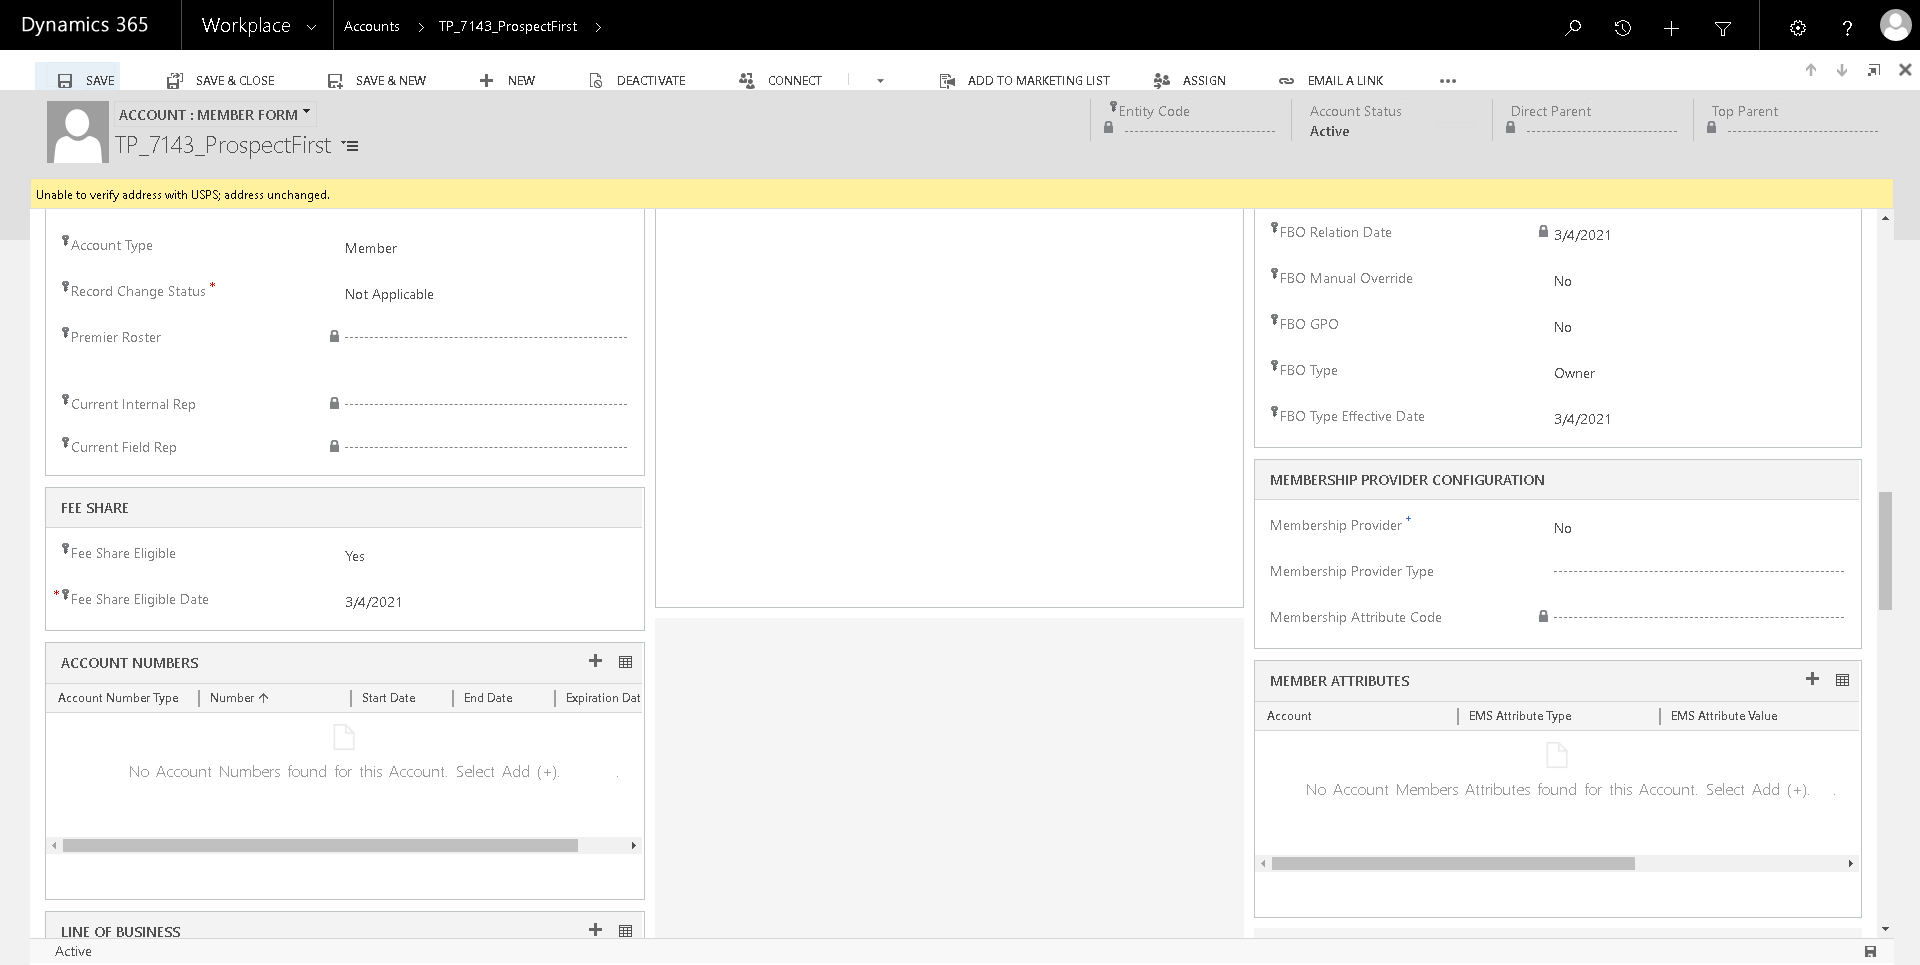 Dynamics 365 Workplace Accounts TP_7143_ProspectFirst
SAVE SAVE & CLOSE SAVE & NEW NEW DEACTIVATE CONNECT ADD TO MARKETING LIST ASSIGN EMAIL A LINK
ACCOUNT : MEMBER FORM
TP_7143_ProspectFirst
Entity Code
Account Status
Active
Direct Parent
Top Parent
Unable to verify address with USPS; address unchanged.
Account Type Member
Record Change Status * Not Applicable
Premier Roster
Current Internal Rep
Current Field Rep
FEE SHARE
Fee Share Eligible Yes
* Fee Share Eligible Date 3/4/2021
ACCOUNT NUMBERS
Account Number Type Number Start Date End Date Expiration Dat
No Account Numbers found for this Account. Select Add (+). .
LINE OF BUSINESS
FBO Relation Date 3/4/2021
FBO Manual Override No
FBO GPO No
FBO Type Owner
FBO Type Effective Date 3/4/2021
MEMBERSHIP PROVIDER CONFIGURATION
Membership Provider + No
Membership Provider Type
Membership Attribute Code
MEMBER ATTRIBUTES
Account EMS Attribute Type EMS Attribute Value
No Account Members Attributes found for this Account. Select Add (+). .
Active